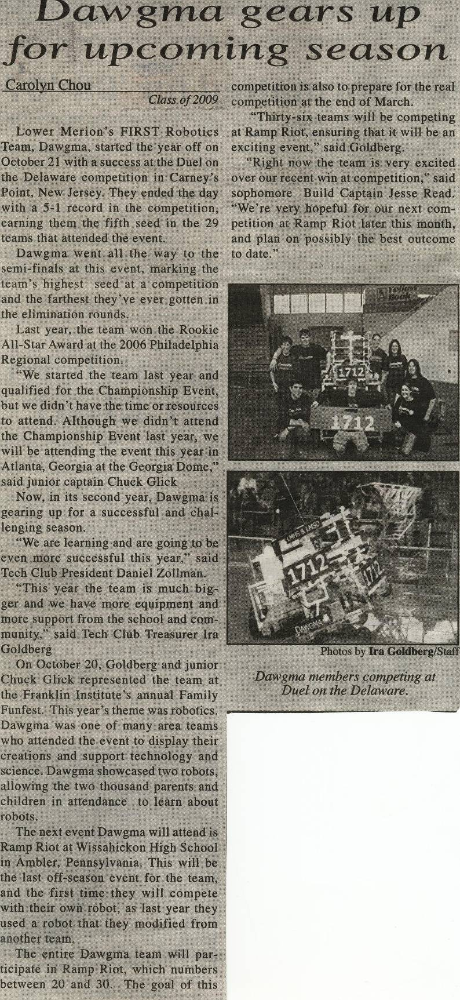 Dawgma gears up
for upcoming season
Carolyn Chou
Class of 2009
Lower Merion's FIRST Robotics
Team, Dawgma, started the year off on
October 21 with a success at the Duel on
the Delaware competition in Carney's
Point, New Jersey. They ended the day
with a 5-1 record in the competition,
earning them the fifth seed in the 29
teams that attended the event.
Dawgma went all the way to the
semi-finals at this event, marking the
team's highest seed at a competition
and the farthest they've ever gotten in
the elimination rounds.
Last year, the team won the Rookie
All-Star Award at the 2006 Philadelphia
Regional competition.
“We started the team last year and
qualified for the Championship Event,
but we didn't have the time or resources
to attend. Although we didn't attend
the Championship Event last year, we
will be attending the event this year in
Atlanta, Georgia at the Georgia Dome,”
said junior captain Chuck Glick
Now, in its second year, Dawgma is
gearing up for a successful and chal-
lenging season.
“We are learning and are going to be
even more successful this year,” said
Tech Club President Daniel Zollman.
“This year the team is much big-
ger and we have more equipment and
more support from the school and com-
munity,” said Tech Club Treasurer Ira
Goldberg
On October 20, Goldberg and junior
Chuck Glick represented the team at
the Franklin Institute's annual Family
Funfest. This year's theme was robotics.
Dawgma was one of many area teams
who attended the event to display their
creations and support technology and
science. Dawgma showcased two robots,
allowing the two thousand parents and
children in attendance to learn about
robots.
The next event Dawgma will attend is
Ramp Riot at Wissahickon High School
in Ambler, Pennsylvania. This will be
the last off-season event for the team,
and the first time they will compete
with their own robot, as last year they
used a robot that they modified from
another team.
The entire Dawgma team will par-
ticipate in Ramp Riot, which numbers
between 20 and 30. The goal of this
competition is also to prepare for the real
competition at the end of March.
“Thirty-six teams will be competing
at Ramp Riot, ensuring that it will be an
exciting event,” said Goldberg.
“Right now the team is very excited
over our recent win at competition,” said
sophomore Build Captain Jesse Read.
“We're very hopeful for our next com-
petition at Ramp Riot later this month,
and plan on possibly the best outcome
to date.”
Yellow
Book
1712
1712
LMHS & LMSD
1712
1712
DAWGMA
Photos by Ira Goldberg/Staff
Dawgma members competing at
Duel on the Delaware.